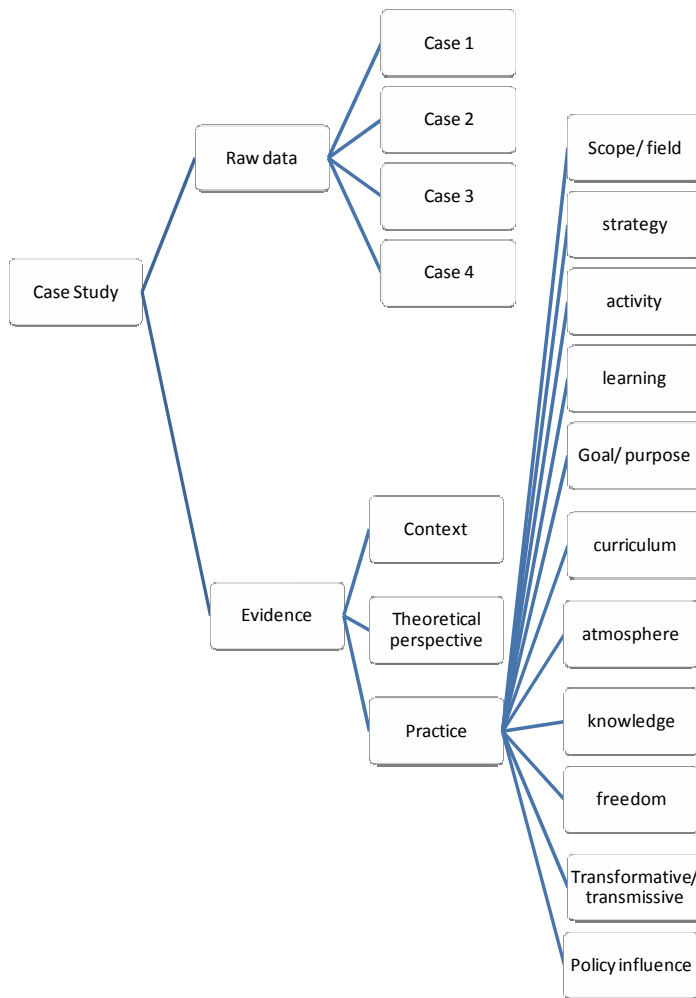 Case Study
Raw data
Case 1
Case 2
Case 3
Case 4
Evidence
Context
Theoretical
perspective
Practice
Scope/ field
strategy
activity
learning
Goal/ purpose
curriculum
atmosphere
knowledge
freedom
Transformative/
transmissive
Policy influence